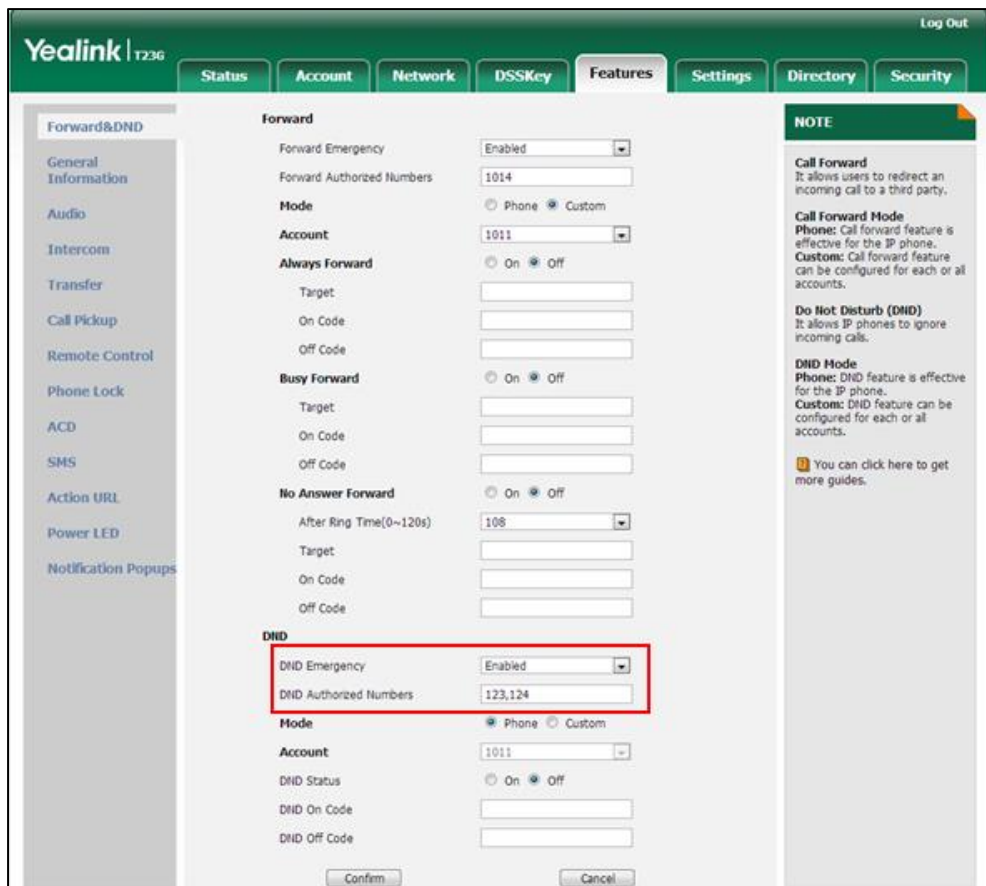 Log Out
Yealink T23G
Status Account Network DSSKey Features Settings Directory Security
Forward&DND
General
Information
Audio
Intercom
Transfer
Call Pickup
Remote Control
Phone Lock
ACD
SMS
Action URL
Power LED
Notification Popups
Forward
Forward Emergency Enabled
Forward Authorized Numbers 1014
Mode Phone Custom
Account 1011
Always Forward On Off
Target
On Code
Off Code
Busy Forward On Off
Target
On Code
Off Code
No Answer Forward On Off
After Ring Time(0~120s) 108
Target
On Code
Off Code
DND
DND Emergency Enabled
DND Authorized Numbers 123,124
Mode Phone Custom
Account 1011
DND Status On Off
DND On Code
DND Off Code
Confirm Cancel
NOTE
Call Forward
It allows users to redirect an
incoming call to a third party.
Call Forward Mode
Phone: Call forward feature is
effective for the IP phone.
Custom: Call forward feature
can be configured for each or all
accounts.
Do Not Disturb (DND)
It allows IP phones to ignore
incoming calls.
DND Mode
Phone: DND feature is effective
for the IP phone.
Custom: DND feature can be
configured for each or all
accounts.
You can click here to get
more guides.